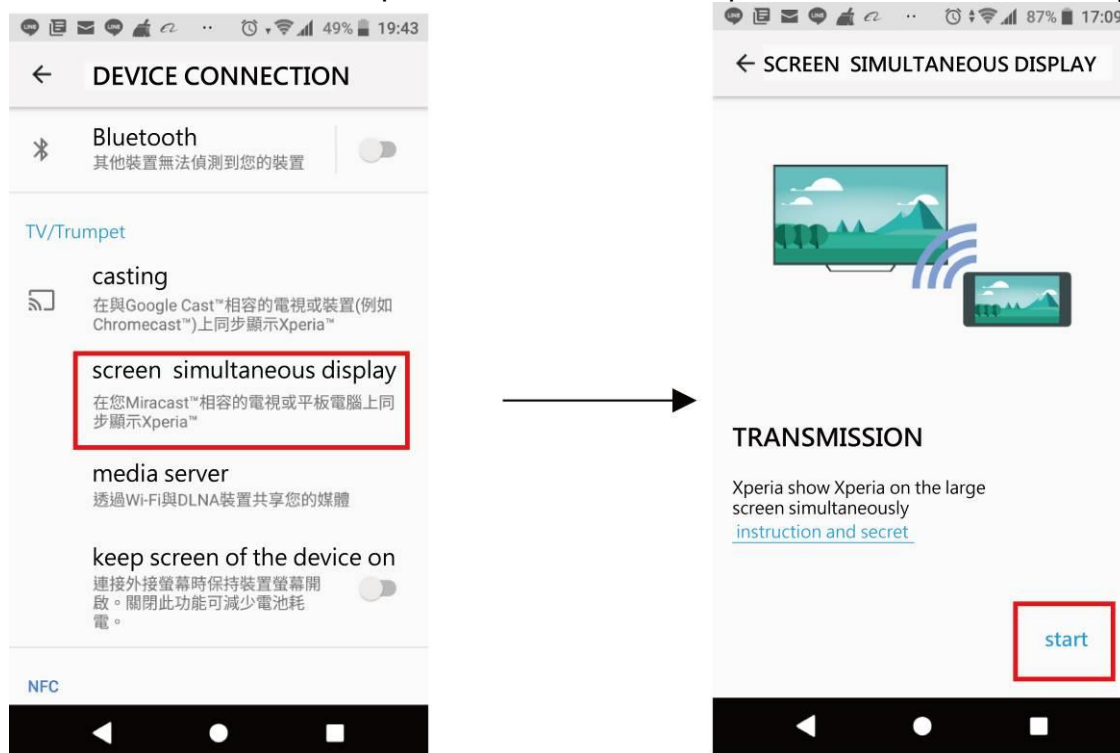 49% 19:43
DEVICE CONNECTION
Bluetooth
其他裝置無法偵測到您的裝置
TV/Trumpet
casting
在與Google Cast™相容的電視或裝置(例如
Chromecast™)上同步顯示Xperia™
screen simultaneous display
在您Miracast™相容的電視或平板電腦上同
步顯示Xperia™
media server
透過Wi-Fi與DLNA裝置共享您的媒體
keep screen of the device on
連接外接螢幕時保持裝置螢幕開
啟。關閉此功能可減少電池耗
電。
NFC
87% 17:09
SCREEN SIMULTANEOUS DISPLAY
TRANSMISSION
Xperia show Xperia on the large
screen simultaneously
instruction and secret
start